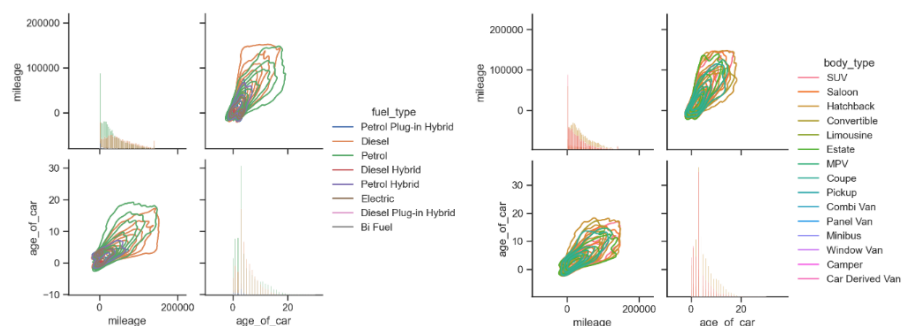 200000
mileage
100000
0
fuel_type
Petrol Plug-in Hybrid
Diesel
Petrol
Diesel Hybrid
Petrol Hybrid
Electric
Diesel Plug-in Hybrid
Bi Fuel
30
age_of_car
20
10
0
−10
0 200000
mileage
0 20
age_of_car
200000
mileage
100000
0
body_type
SUV
Saloon
Hatchback
Convertible
Limousine
Estate
MPV
Coupe
Pickup
Combi Van
Panel Van
Minibus
Window Van
Camper
Car Derived Van
30
age_of_car
20
10
0
0 200000
mileage
0 20
age_of_car